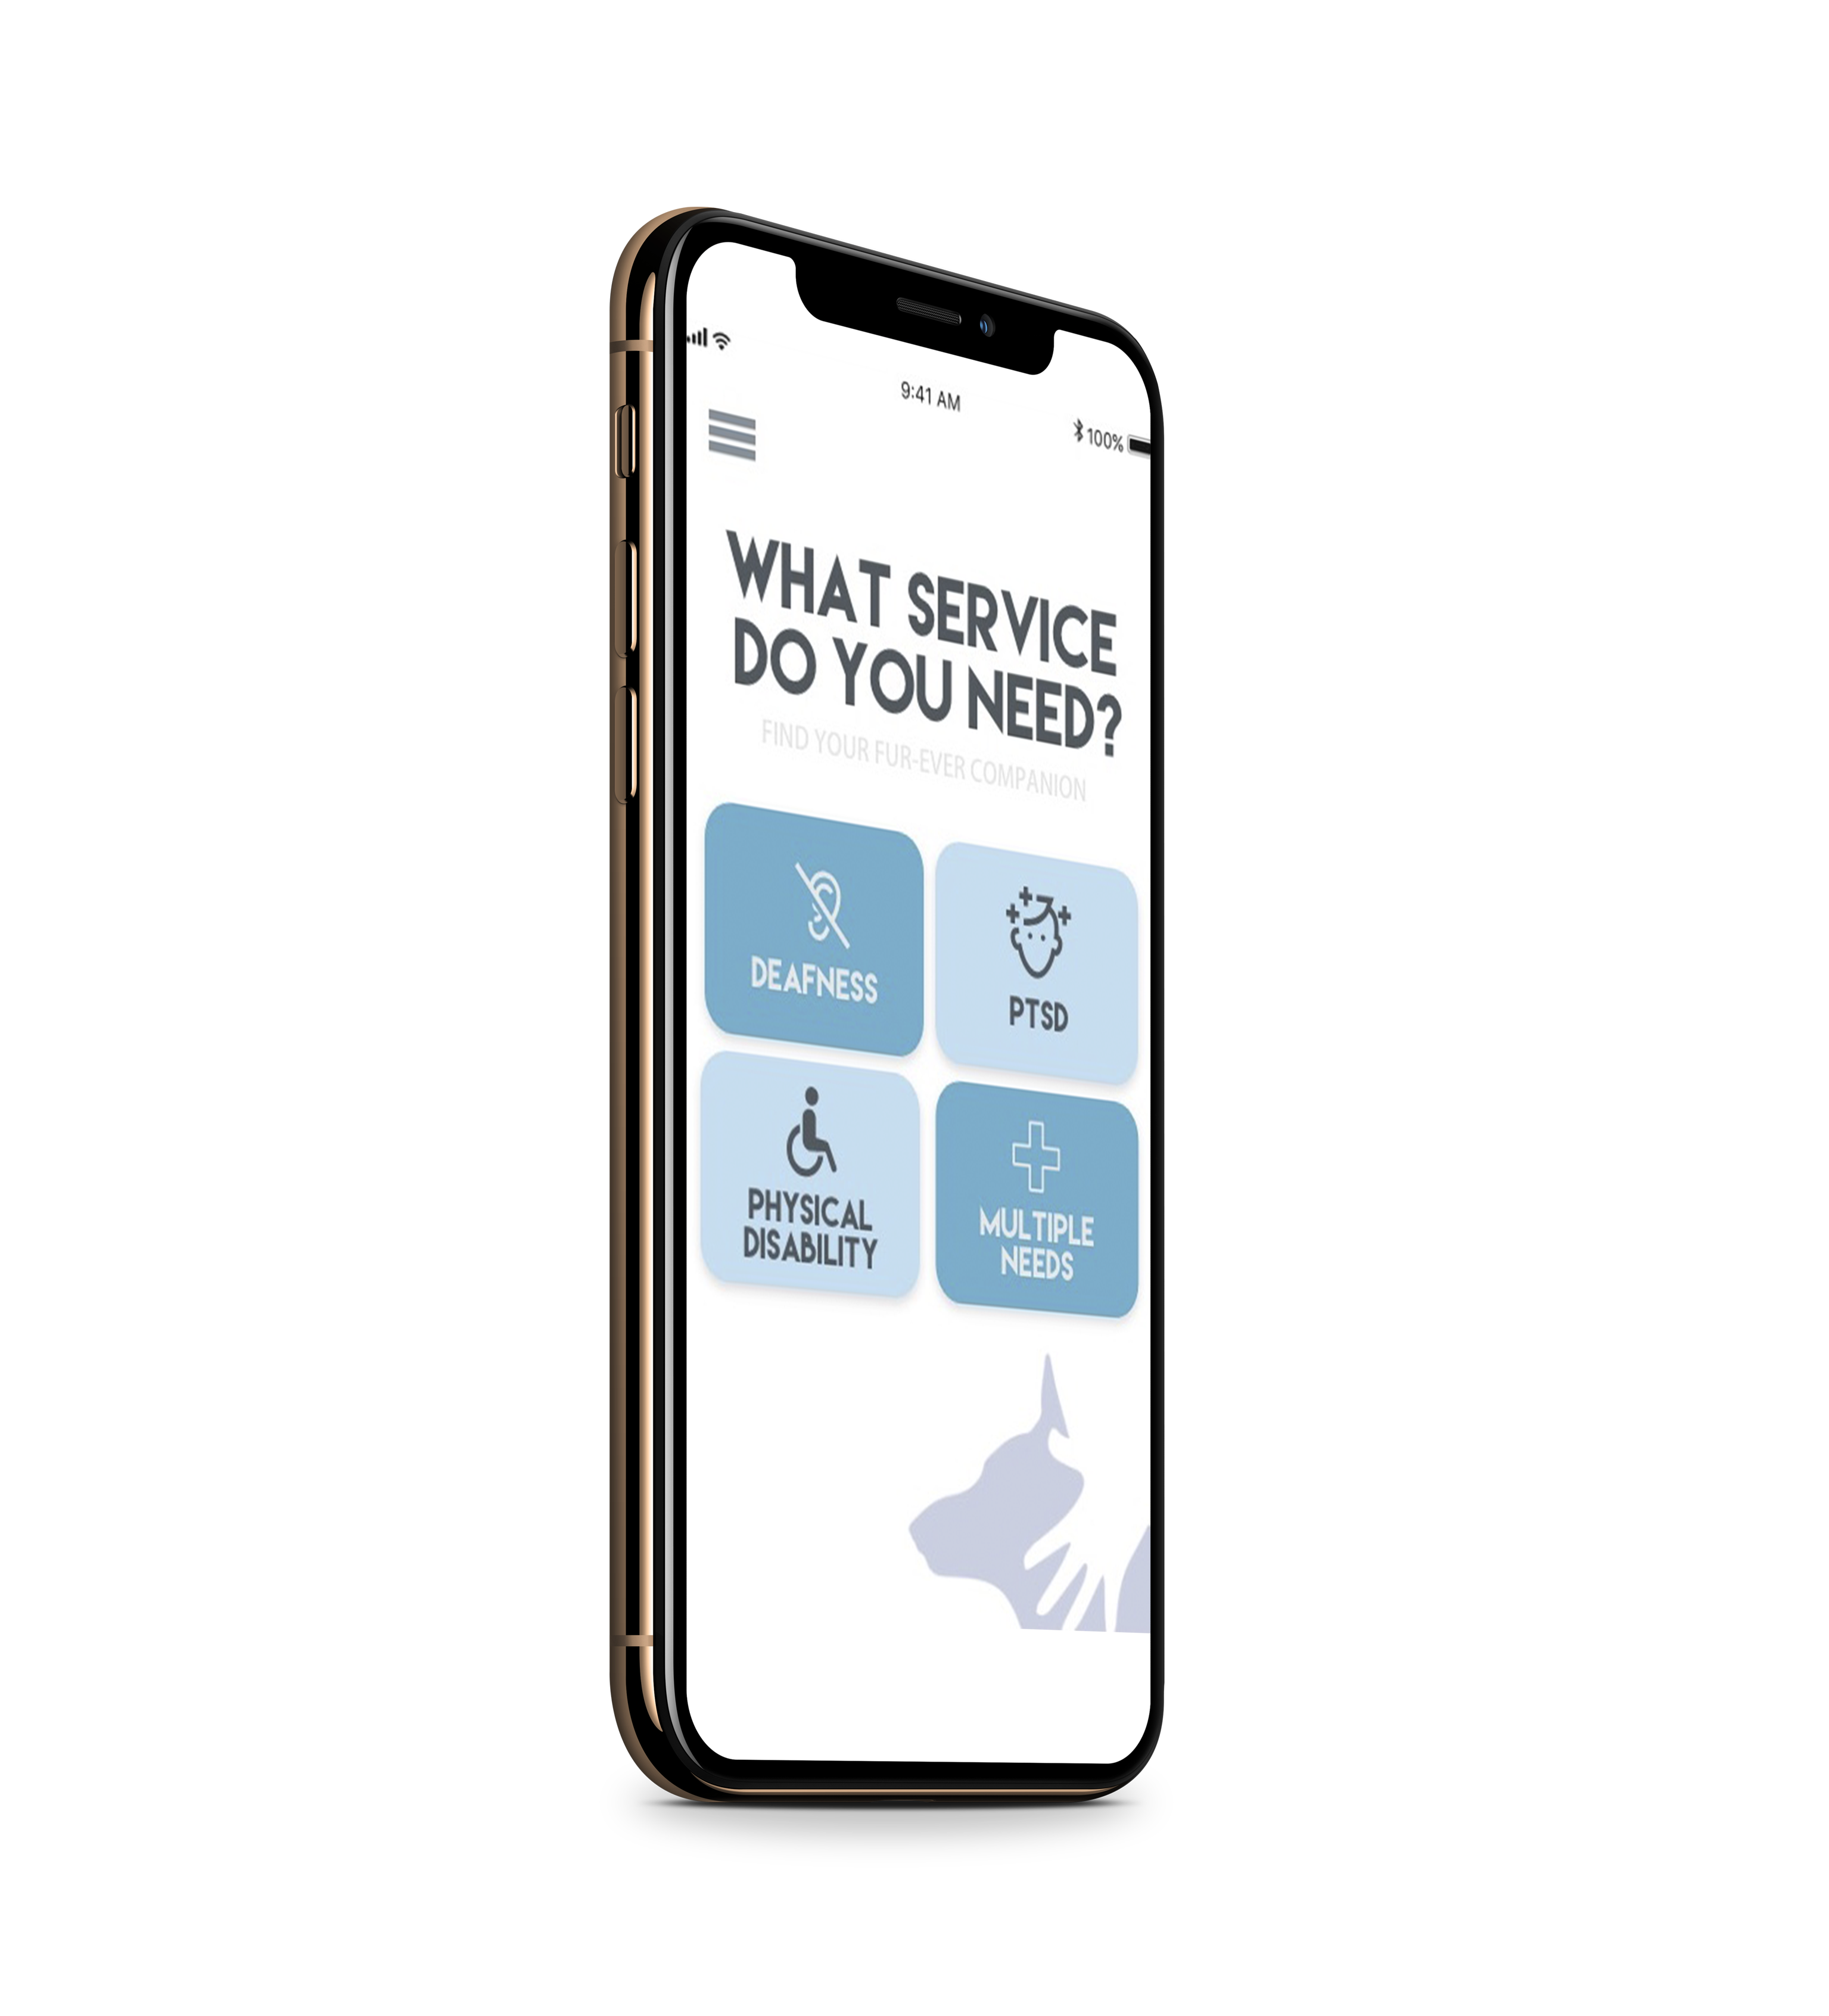 9:41 AM
100%
WHAT SERVICE
DO YOU NEED?
FIND YOUR FUR-EVER COMPANION
DEAFNESS
PTSD
PHYSICAL
DISABILITY
MULTIPLE
NEEDS